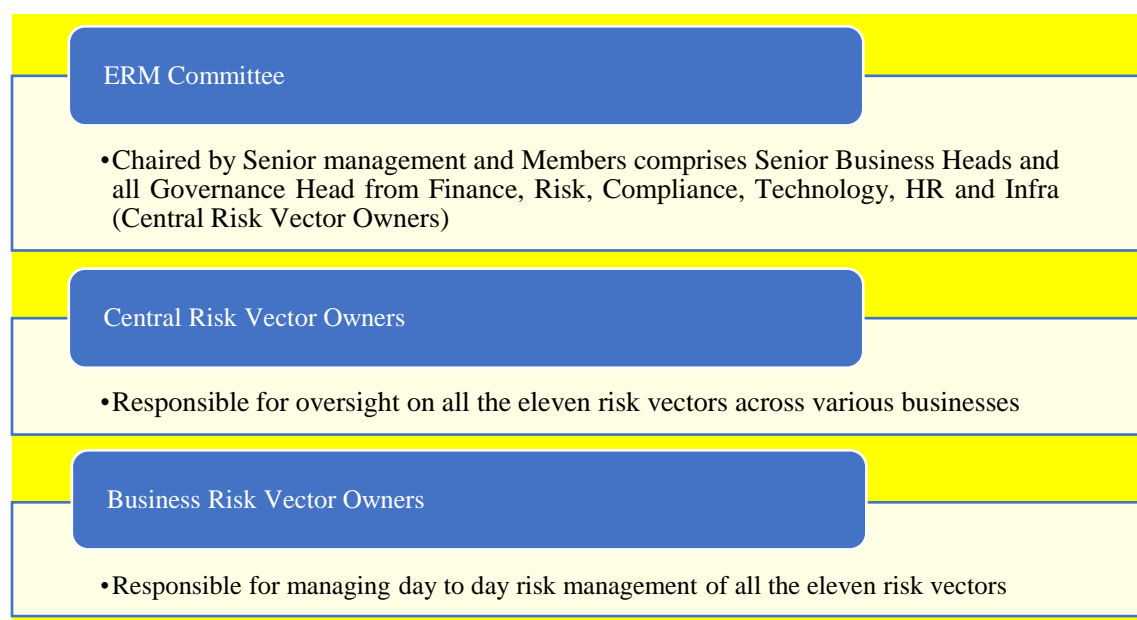 ERM Committee
•Chaired by Senior management and Members comprises Senior Business Heads and
all Governance Head from Finance, Risk, Compliance, Technology, HR and Infra
(Central Risk Vector Owners)
Central Risk Vector Owners
•Responsible for oversight on all the eleven risk vectors across various businesses
Business Risk Vector Owners
•Responsible for managing day to day risk management of all the eleven risk vectors